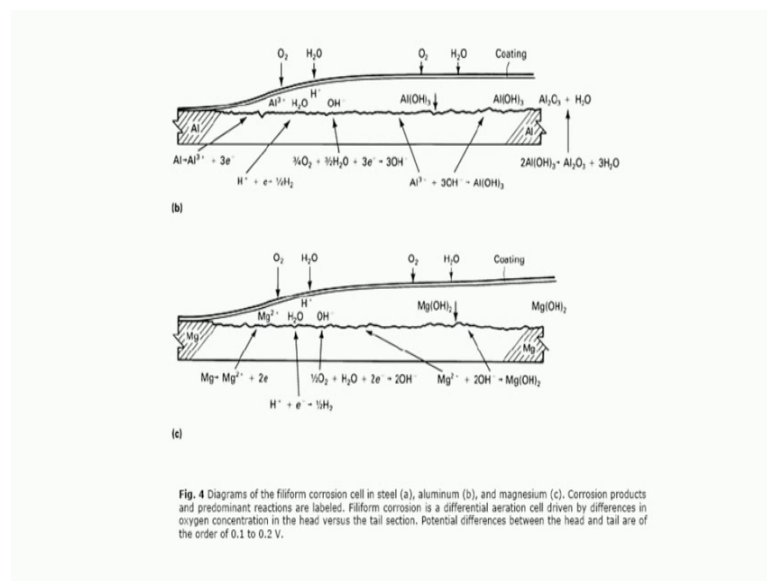 O₂ H₂O O₂ H₂O Coating
H⁺
Al³⁺ H₂O OH⁻ Al(OH)₃ Al(OH)₃ Al₂O₃ + H₂O
Al Al
Al→Al³⁺ + 3e⁻ ¾O₂ + ³⁄₂H₂O + 3e⁻ → 3OH⁻ 2Al(OH)₃→ Al₂O₃ + 3H₂O
H⁺ + e→ ½H₂ Al³⁺ + 3OH⁻ → Al(OH)₃
(b)
O₂ H₂O O₂ H₂O Coating
H⁺ Mg(OH)₂ Mg(OH)₂
Mg²⁺ H₂O OH⁻
Mg Mg
Mg→ Mg²⁺ + 2e ½O₂ + H₂O + 2e⁻ → 2OH⁻ Mg²⁺ + 2OH⁻ → Mg(OH)₂
H⁺ + e⁻ → ½H₂
(c)
Fig. 4 Diagrams of the filiform corrosion cell in steel (a), aluminum (b), and magnesium (c). Corrosion products
and predominant reactions are labeled. Filiform corrosion is a differential aeration cell driven by differences in
oxygen concentration in the head versus the tail section. Potential differences between the head and tail are of
the order of 0.1 to 0.2 V.